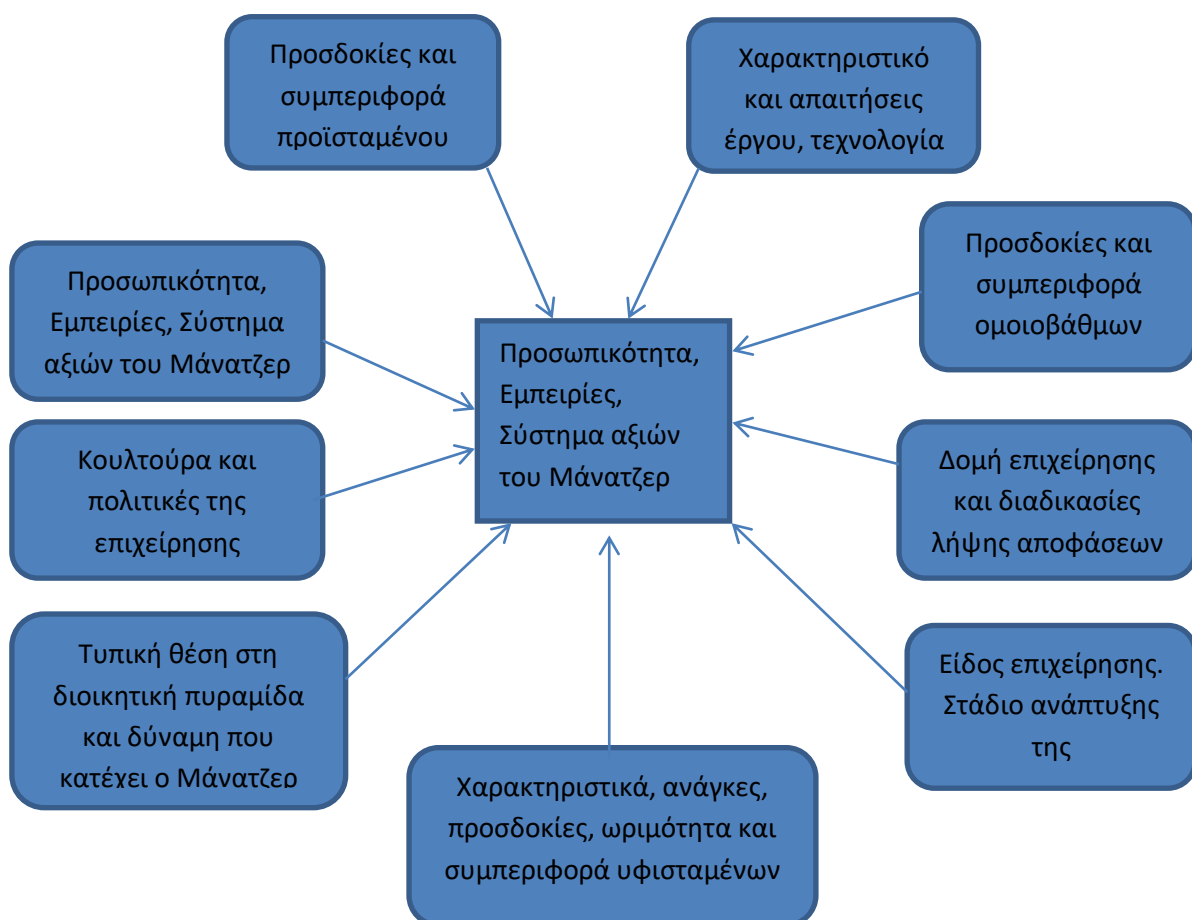 Προσδοκίες και
συμπεριφορά
προϊσταμένου
Χαρακτηριστικό
και απαιτήσεις
έργου, τεχνολογία
Προσδοκίες και
συμπεριφορά
ομοιοβάθμων
Προσωπικότητα,
Εμπειρίες, Σύστημα
αξιών του Μάνατζερ
Προσωπικότητα,
Εμπειρίες,
Σύστημα αξιών
του Μάνατζερ
Κουλτούρα και
πολιτικές της
επιχείρησης
Δομή επιχείρησης
και διαδικασίες
λήψης αποφάσεων
Τυπική θέση στη
διοικητική πυραμίδα
και δύναμη που
κατέχει ο Μάνατζερ
Είδος επιχείρησης.
Στάδιο ανάπτυξης
της
Χαρακτηριστικά, ανάγκες,
προσδοκίες, ωριμότητα και
συμπεριφορά υφισταμένων